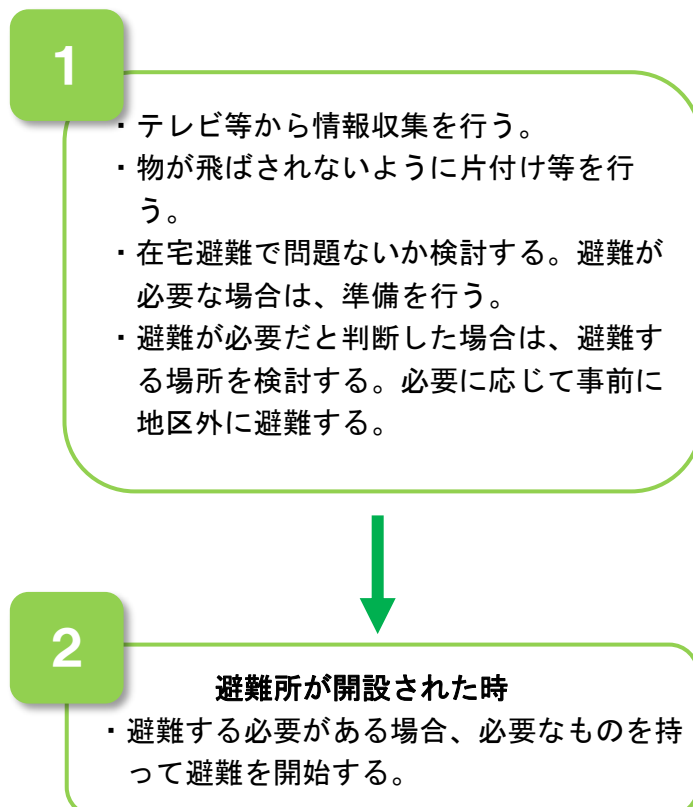 1
・テレビ等から情報収集を行う。
・物が飛ばされないように片付け等を行
う。
・在宅避難で問題ないか検討する。避難が
必要な場合は、準備を行う。
・避難が必要だと判断した場合は、避難す
る場所を検討する。必要に応じて事前に
地区外に避難する。
2
避難所が開設された時
・避難する必要がある場合、必要なものを持
って避難を開始する。